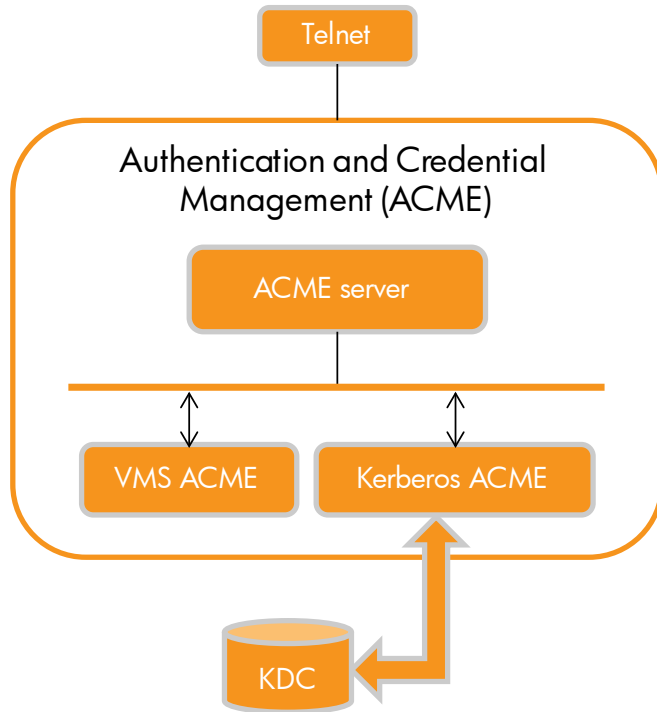 Telnet
Authentication and Credential
Management (ACME)
ACME server
VMS ACME
Kerberos ACME
KDC